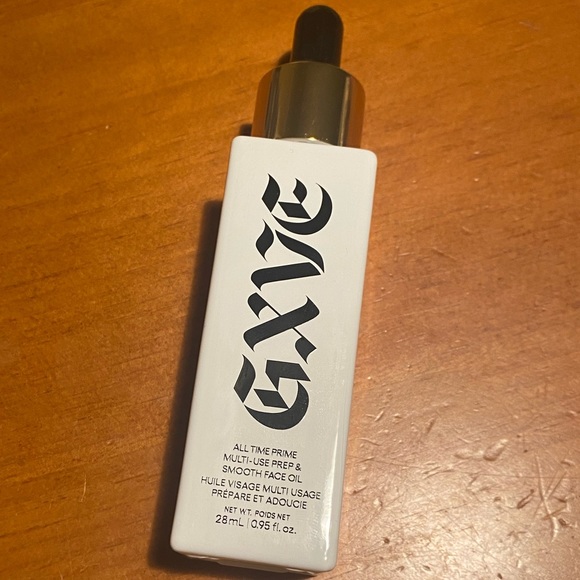 GXVE
ALL TIME PRIME
MULTI-USE PREP &
SMOOTH FACE OIL
HUILE VISAGE MULTI USAGE
PRÉPARE ET ADOUCIE
NET WT. POIDS NET
28mL | 0.95 fl. oz.